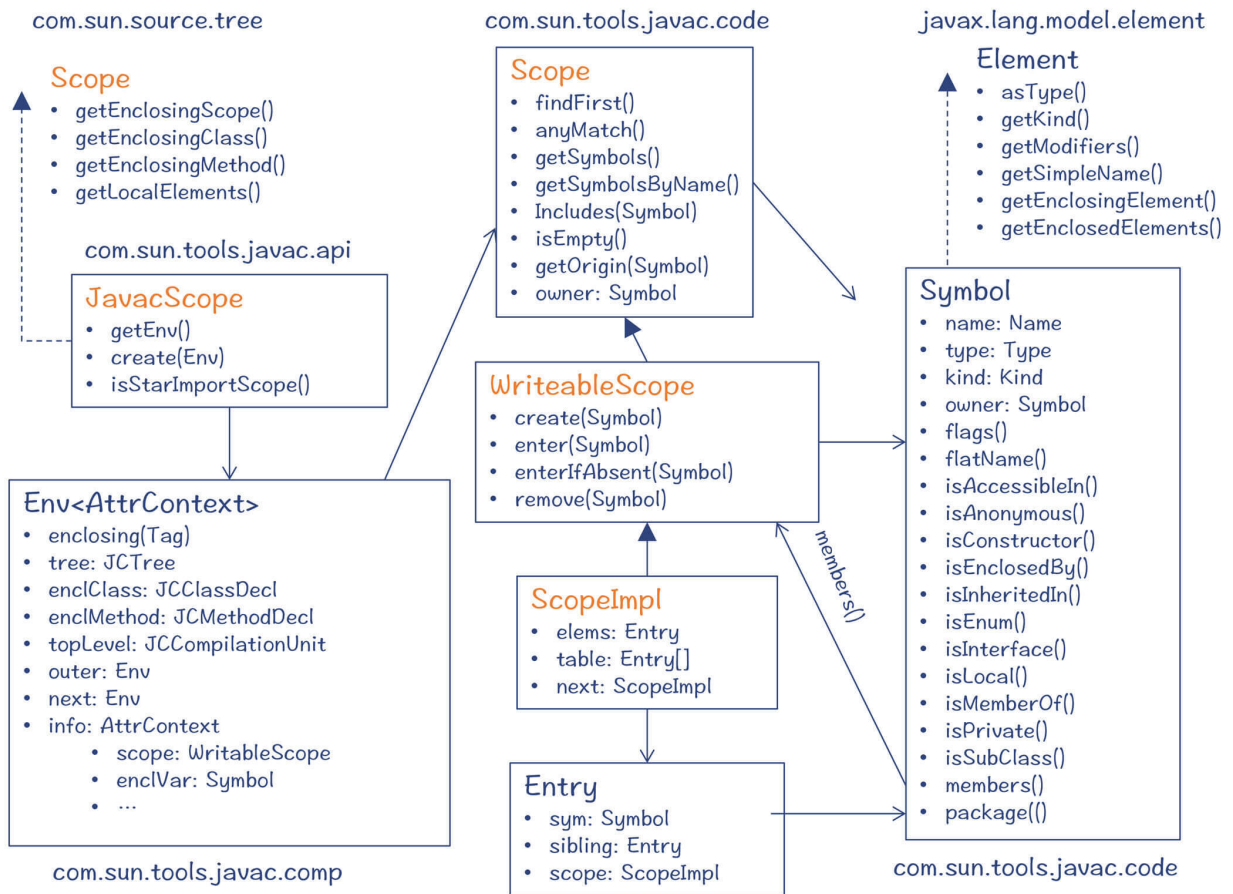 com.sun.source.tree
Scope
• getEnclosingScope()
• getEnclosingClass()
• getEnclosingMethod()
• getLocalElements()
com.sun.tools.javac.api
JavacScope
• getEnv()
• create(Env)
• isStarImportScope()
Env<AttrContext>
• enclosing(Tag)
• tree: JCTree
• enclClass: JCClassDecl
• enclMethod: JCMethodDecl
• topLevel: JCCompilationUnit
• outer: Env
• next: Env
• info: AttrContext
• scope: WritableScope
• enclVar: Symbol
• ...
com.sun.tools.javac.comp
com.sun.tools.javac.code
Scope
• findFirst()
• anyMatch()
• getSymbols()
• getSymbolsByName()
• Includes(Symbol)
• isEmpty()
• getOrigin(Symbol)
• owner: Symbol
WriteableScope
• create(Symbol)
• enter(Symbol)
• enterIfAbsent(Symbol)
• remove(Symbol)
ScopeImpl
• elems: Entry
• table: Entry[]
• next: ScopeImpl
Entry
• sym: Symbol
• sibling: Entry
• scope: ScopeImpl
members()
javax.lang.model.element
Element
• asType()
• getKind()
• getModifiers()
• getSimpleName()
• getEnclosingElement()
• getEnclosedElements()
Symbol
• name: Name
• type: Type
• kind: Kind
• owner: Symbol
• flags()
• flatName()
• isAccessibleIn()
• isAnonymous()
• isConstructor()
• isEnclosedBy()
• isInheritedIn()
• isEnum()
• isInterface()
• isLocal()
• isMemberOf()
• isPrivate()
• isSubClass()
• members()
• package(()
com.sun.tools.javac.code